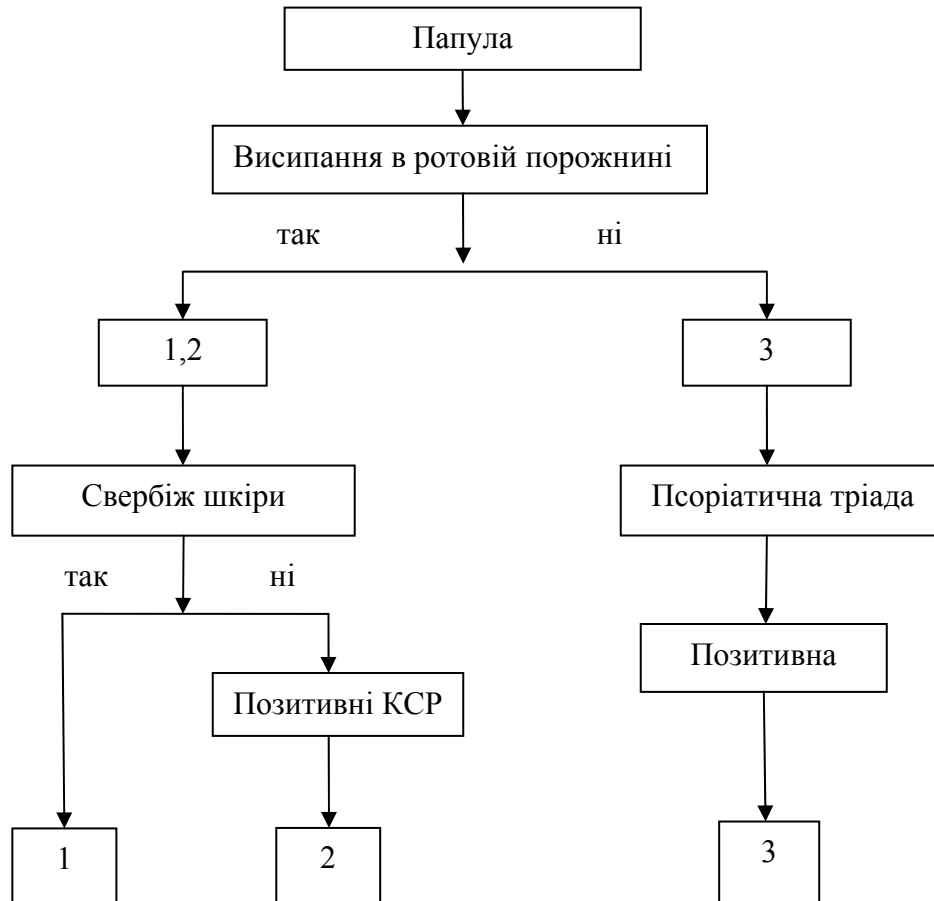 Папула
Висипання в ротовій порожнині
так
ні
1,2
3
Свербіж шкіри
Псоріатична тріада
так
ні
Позитивна
Позитивні КСР
1
2
3